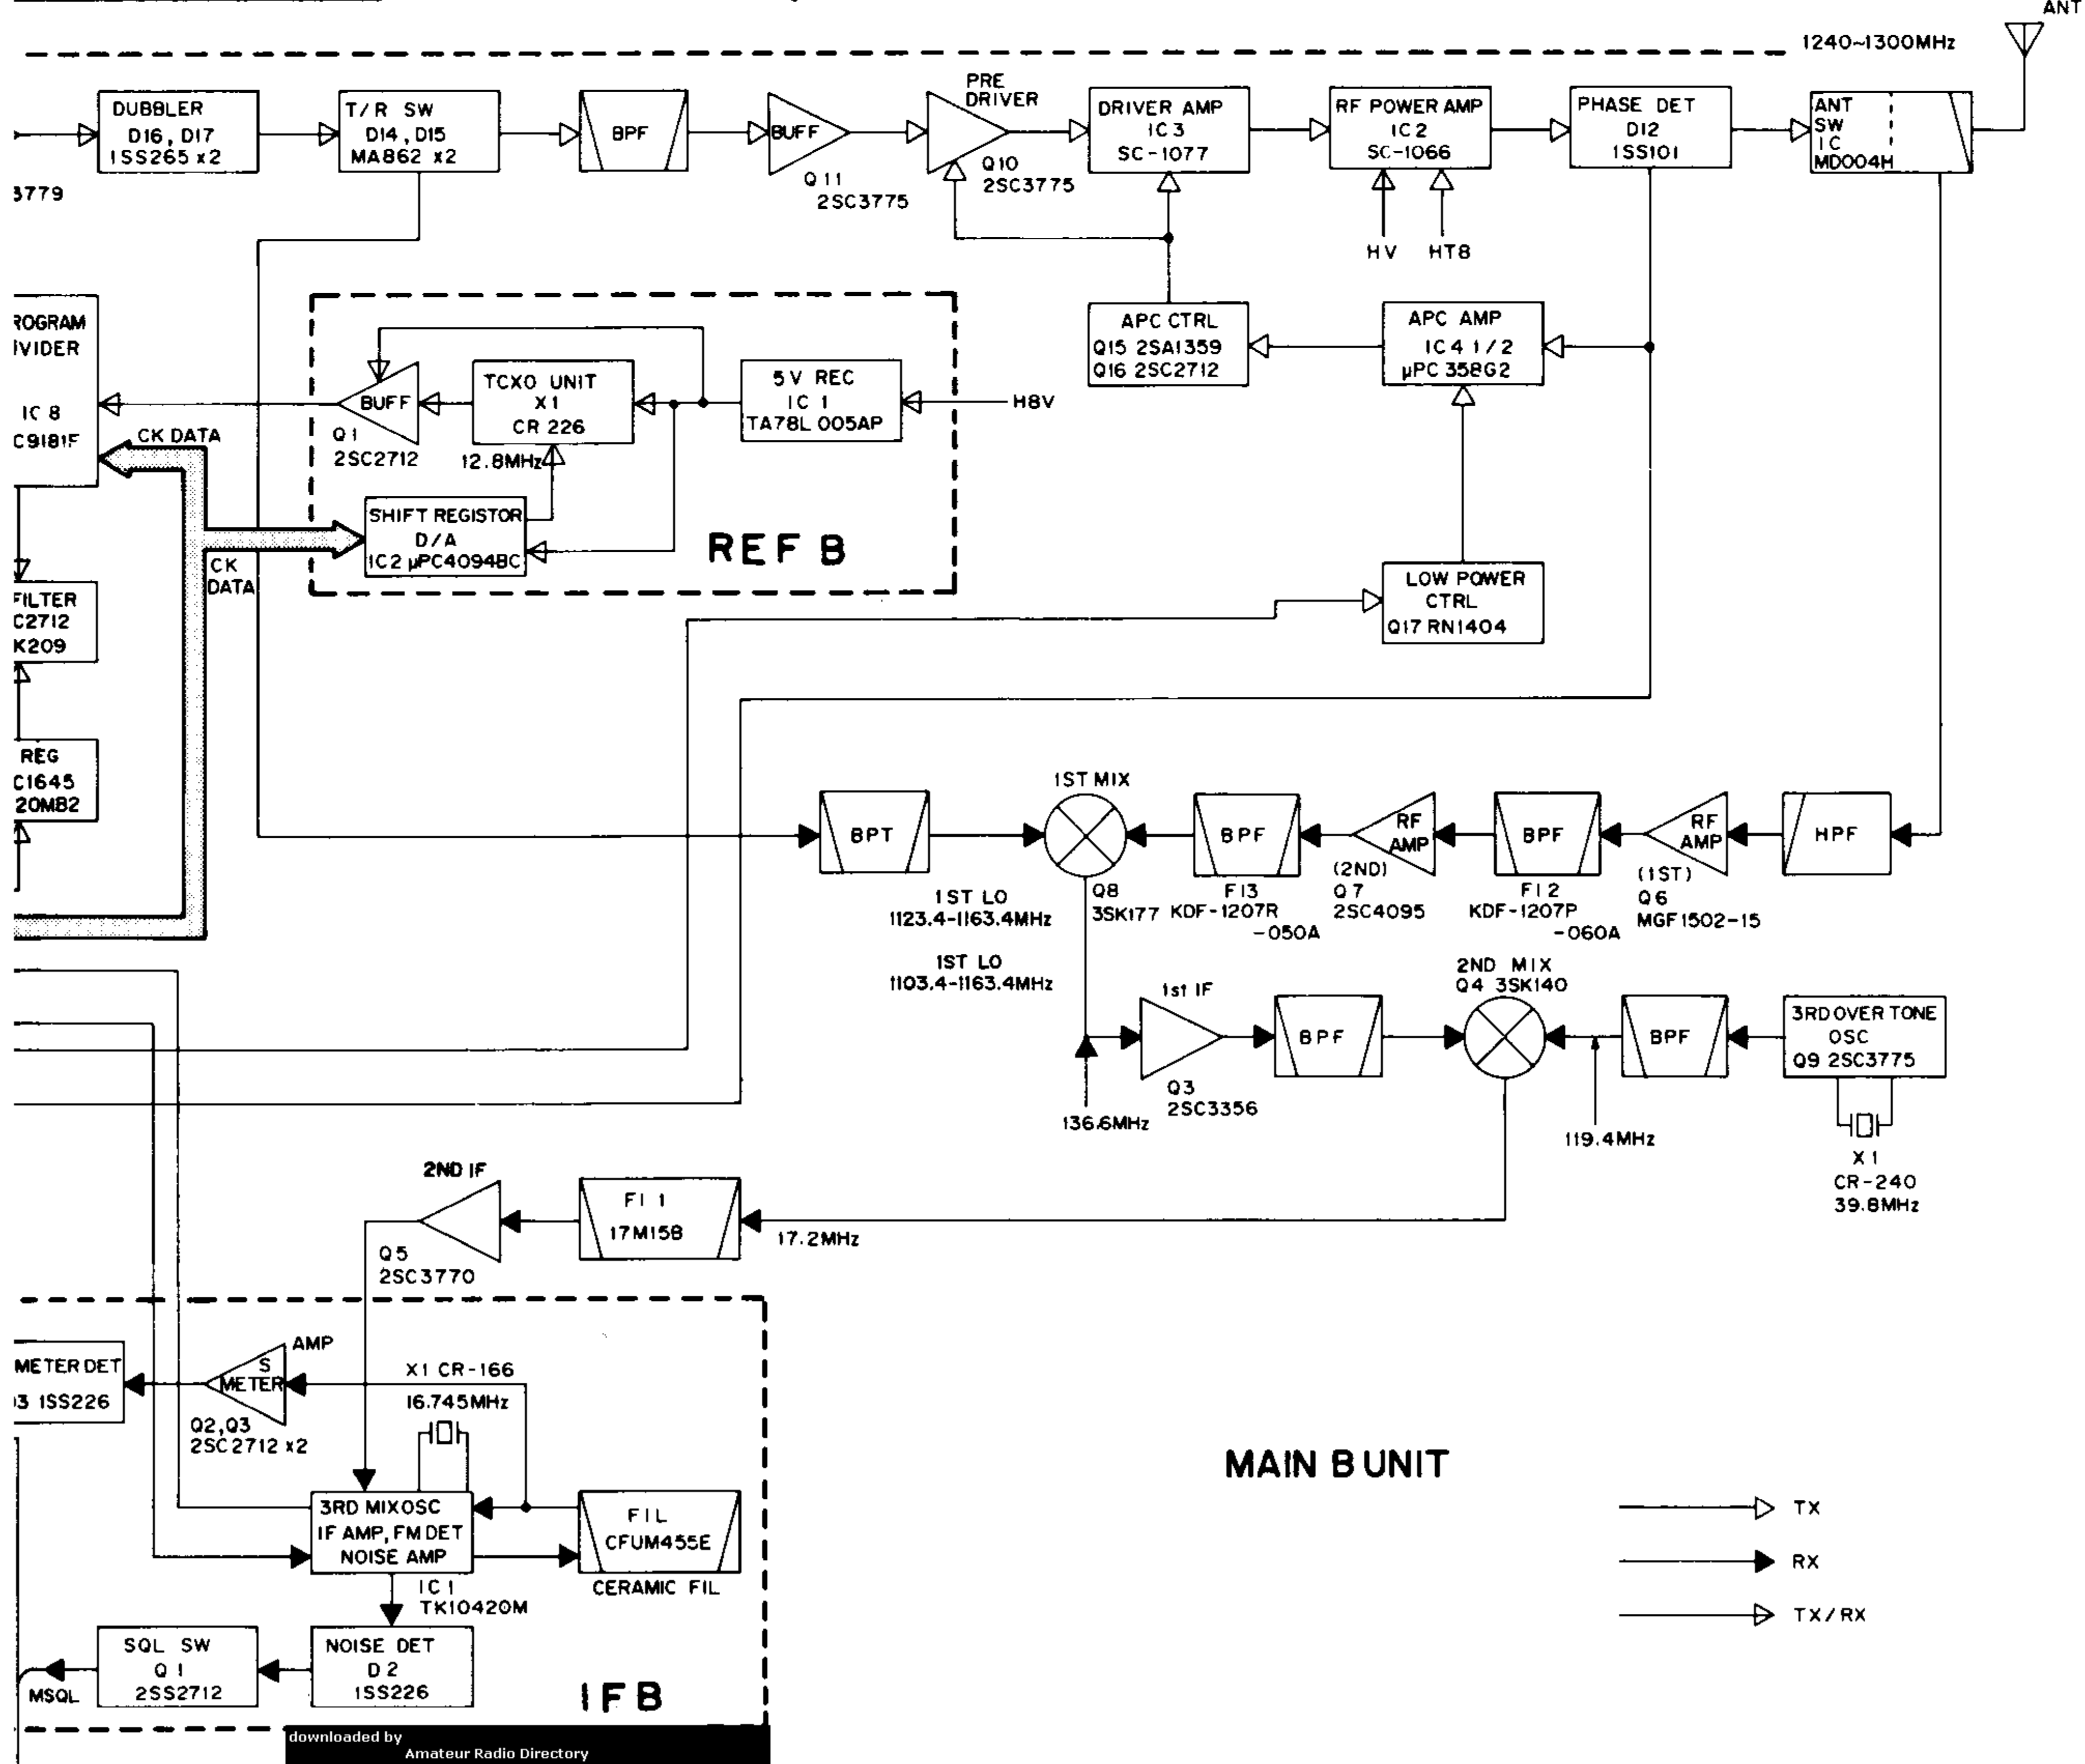 ANT
1240~1300MHz
DUBBLER
D16, D17
1SS265 x2
T/R SW
D14, D15
MA862 x2
BPF
BUFF
Q11
2SC3775
PRE
DRIVER
Q10
2SC3775
DRIVER AMP
IC3
SC-1077
RF POWER AMP
IC2
SC-1066
PHASE DET
D12
1SS101
ANT
SW
IC
MD004H
3779
HV
HT8
ROGRAM
IVIDER
IC8
C9181F
CK DATA
BUFF
Q1
2SC2712
TCXO UNIT
X1
CR 226
12.8MHz
5V REC
IC 1
TA78L 005AP
H8V
APC CTRL
Q15 2SA1359
Q16 2SC2712
APC AMP
IC4 1/2
µPC358G2
SHIFT REGISTOR
D/A
IC2 µPC4094BC
REF B
CK
DATA
FILTER
C2712
K209
LOW POWER
CTRL
Q17 RN1404
REG
C1645
20MB2
BPT
1ST MIX
Q8
3SK177
BPF
FI3
KDF-1207R
-050A
RF
AMP
(2ND)
Q7
2SC4095
BPF
FI2
KDF-1207P
-060A
RF
AMP
(1ST)
Q6
MGF1502-15
HPF
1ST LO
1123.4-1163.4MHz
1ST LO
1103.4-1163.4MHz
1st IF
Q3
2SC3356
136.6MHz
BPF
2ND MIX
Q4 3SK140
BPF
119.4MHz
3RD OVER TONE
OSC
Q9 2SC3775
X1
CR-240
39.8MHz
2ND IF
Q5
2SC3770
FI 1
17M15B
17.2MHz
METER DET
3 1SS226
AMP
S
METER
Q2,Q3
2SC2712 x2
X1 CR-166
16.745MHz
3RD MIXOSC
IF AMP, FM DET
NOISE AMP
IC1
TK10420M
FIL
CFUM455E
CERAMIC FIL
SQL SW
Q1
2SS2712
MSQL
NOISE DET
D2
1SS226
IFB
MAIN B UNIT
TX
RX
TX/RX
downloaded by
Amateur Radio Directory